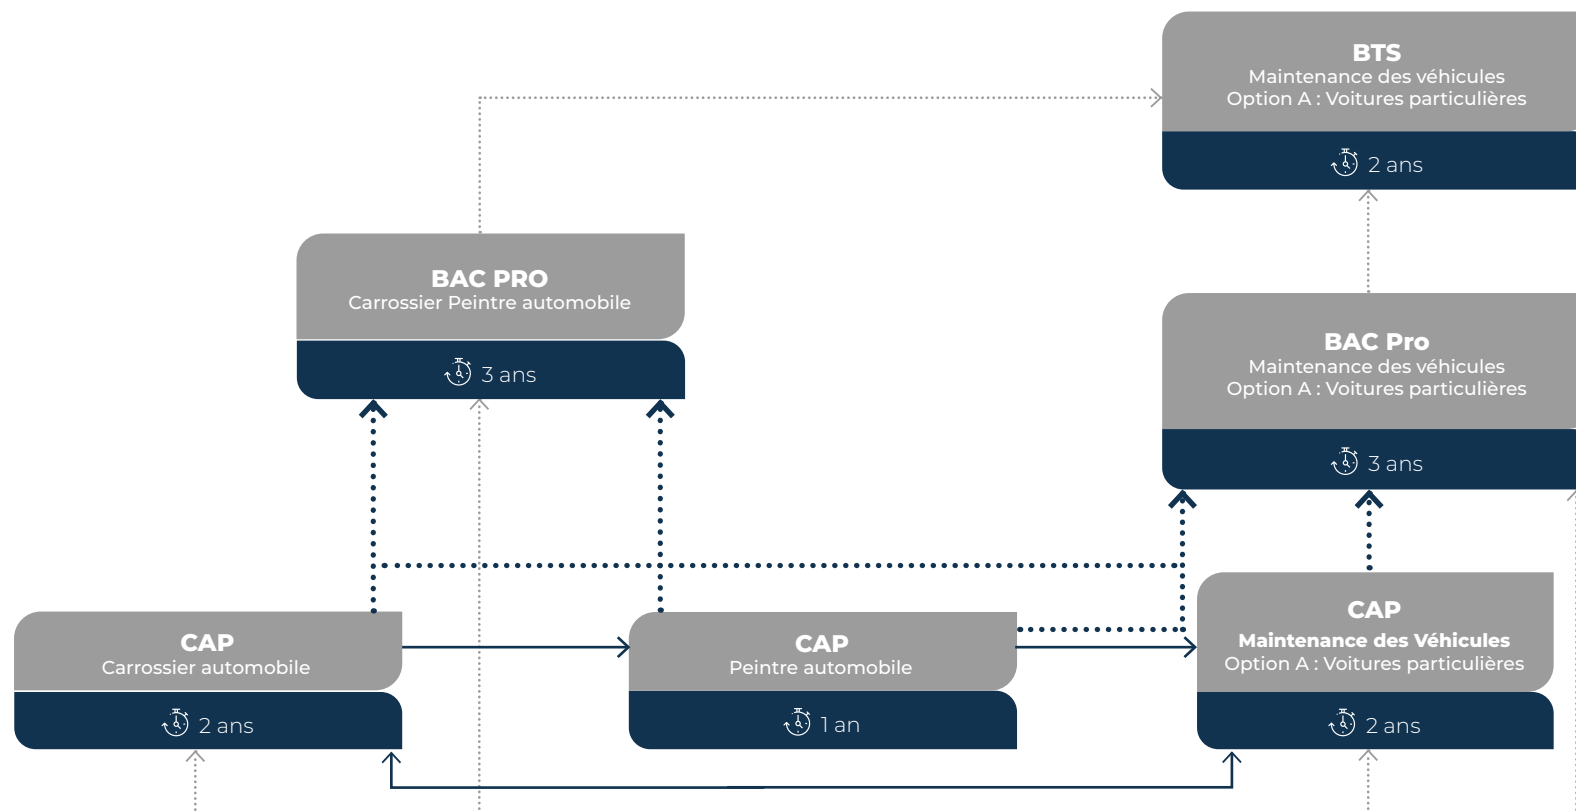 BTS
Maintenance des véhicules
Option A : Voitures particulières
2 ans
BAC PRO
Carrossier Peintre automobile
3 ans
BAC Pro
Maintenance des véhicules
Option A : Voitures particulières
3 ans
CAP
Carrossier automobile
2 ans
CAP
Peintre automobile
1 an
CAP
Maintenance des Véhicules
Option A : Voitures particulières
2 ans